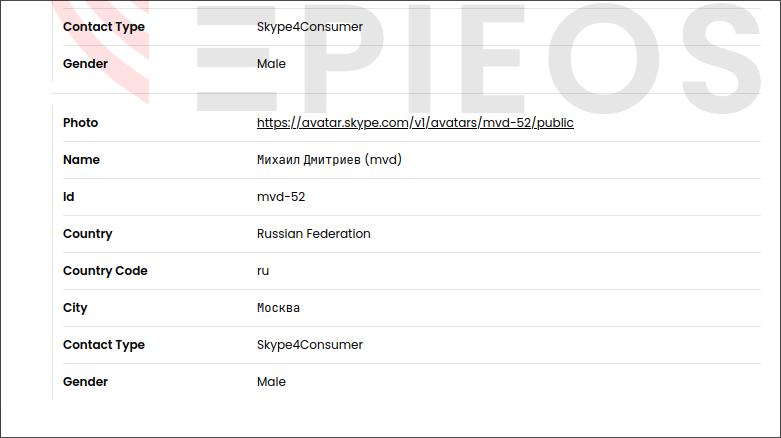 Contact Type Skype4Consumer
Gender Male
EPIEOS
Photo https://avatar.skype.com/v1/avatars/mvd-52/public
Name Михаил Дмитриев (mvd)
Id mvd-52
Country Russian Federation
Country Code ru
City Москва
Contact Type Skype4Consumer
Gender Male